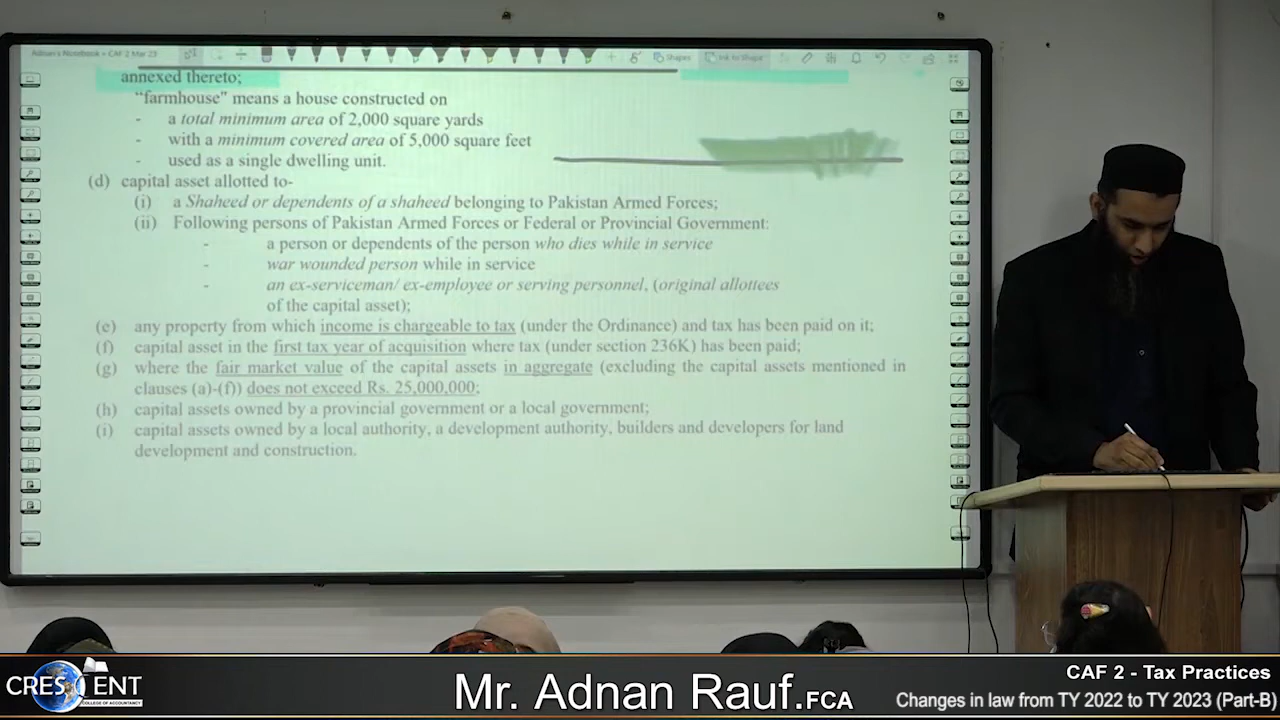 Adnan's Notebook » CAF 2 Mar 23
Shapes
Ink to Shape
annexed thereto;
“farmhouse" means a house constructed on
- a total minimum area of 2,000 square yards
- with a minimum covered area of 5,000 square feet
- used as a single dwelling unit.
(d) capital asset allotted to-
(i) a Shaheed or dependents of a shaheed belonging to Pakistan Armed Forces;
(ii) Following persons of Pakistan Armed Forces or Federal or Provincial Government:
- a person or dependents of the person who dies while in service
- war wounded person while in service
- an ex-serviceman/ ex-employee or serving personnel, (original allottees
of the capital asset);
(e) any property from which income is chargeable to tax (under the Ordinance) and tax has been paid on it;
(f) capital asset in the first tax year of acquisition where tax (under section 236K) has been paid;
(g) where the fair market value of the capital assets in aggregate (excluding the capital assets mentioned in
clauses (a)-(f)) does not exceed Rs. 25,000,000;
(h) capital assets owned by a provincial government or a local government;
(i) capital assets owned by a local authority, a development authority, builders and developers for land
development and construction.
CRESCENT
COLLEGE OF ACCOUNTANCY
Mr. Adnan Rauf.FCA
CAF 2 - Tax Practices
Changes in law from TY 2022 to TY 2023 (Part-B)